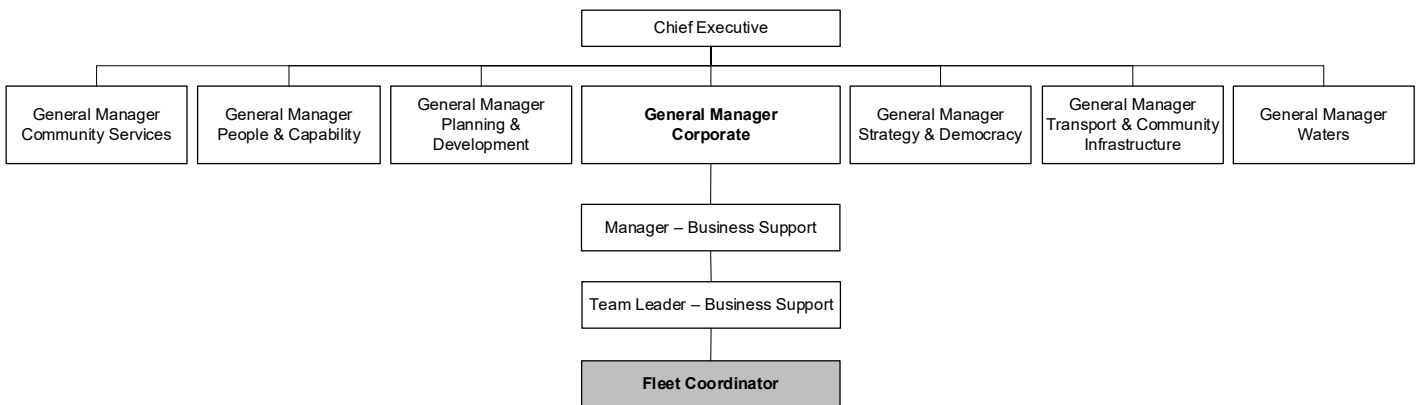 Chief Executive
General Manager
Community Services
General Manager
People & Capability
General Manager
Planning &
Development
General Manager
Corporate
General Manager
Strategy & Democracy
General Manager
Transport & Community
Infrastructure
General Manager
Waters
Manager – Business Support
Team Leader – Business Support
Fleet Coordinator